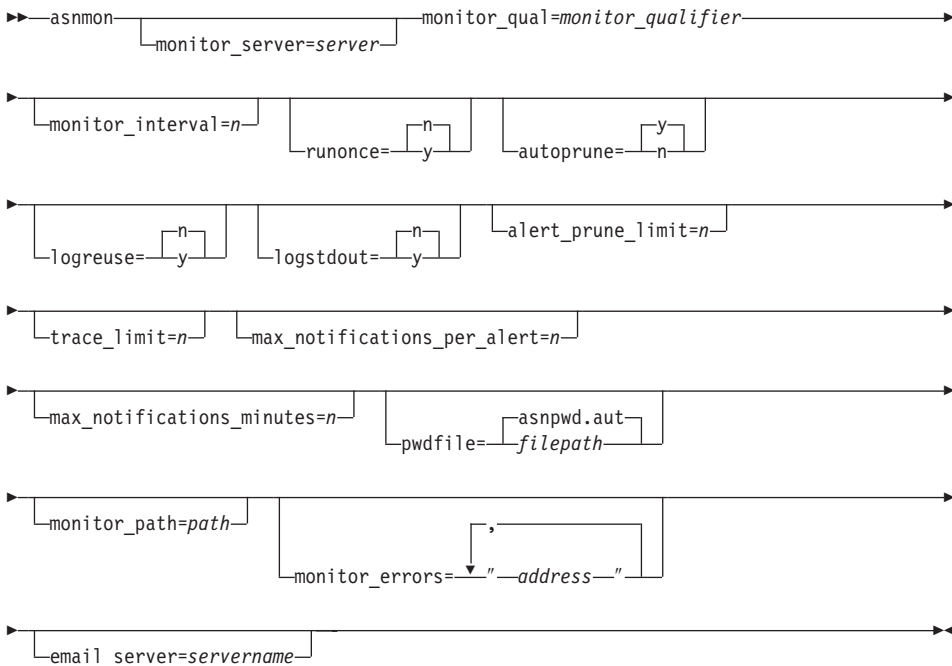 asnmon monitor_server=server monitor_qual=monitor_qualifier
monitor_interval=n runonce= n y autoprune= y n
logreuse= n y logstdout= n y alert_prune_limit=n
trace_limit=n max_notifications_per_alert=n
max_notifications_minutes=n pwdfile= asnpwd.aut filepath
monitor_path=path monitor_errors= , " address "
email_server=servername